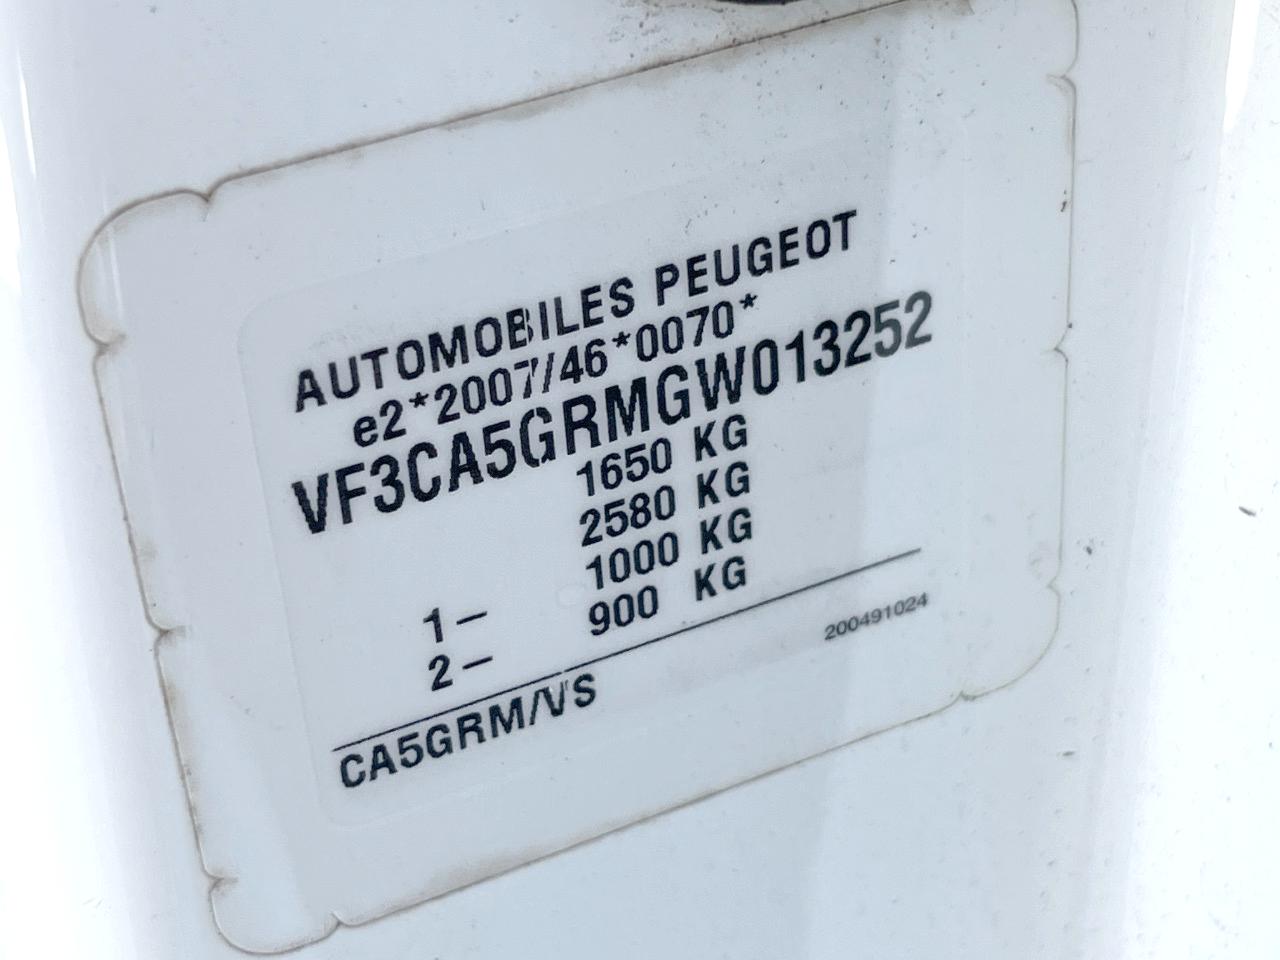 AUTOMOBILES PEUGEOT
e2*2007/46*0070*
VF3CA5GRMGW013252
1650 KG
2580 KG
1- 1000 KG
2- 900 KG
CA5GRM/VS
200491024